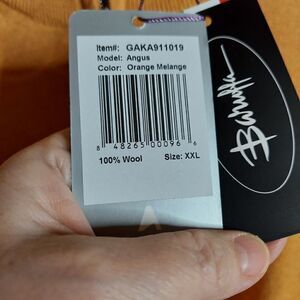 Item#: GAKA911019
Model: Angus
Color: Orange Melange
8 48265 00096 6
100% Wool Size: XXL